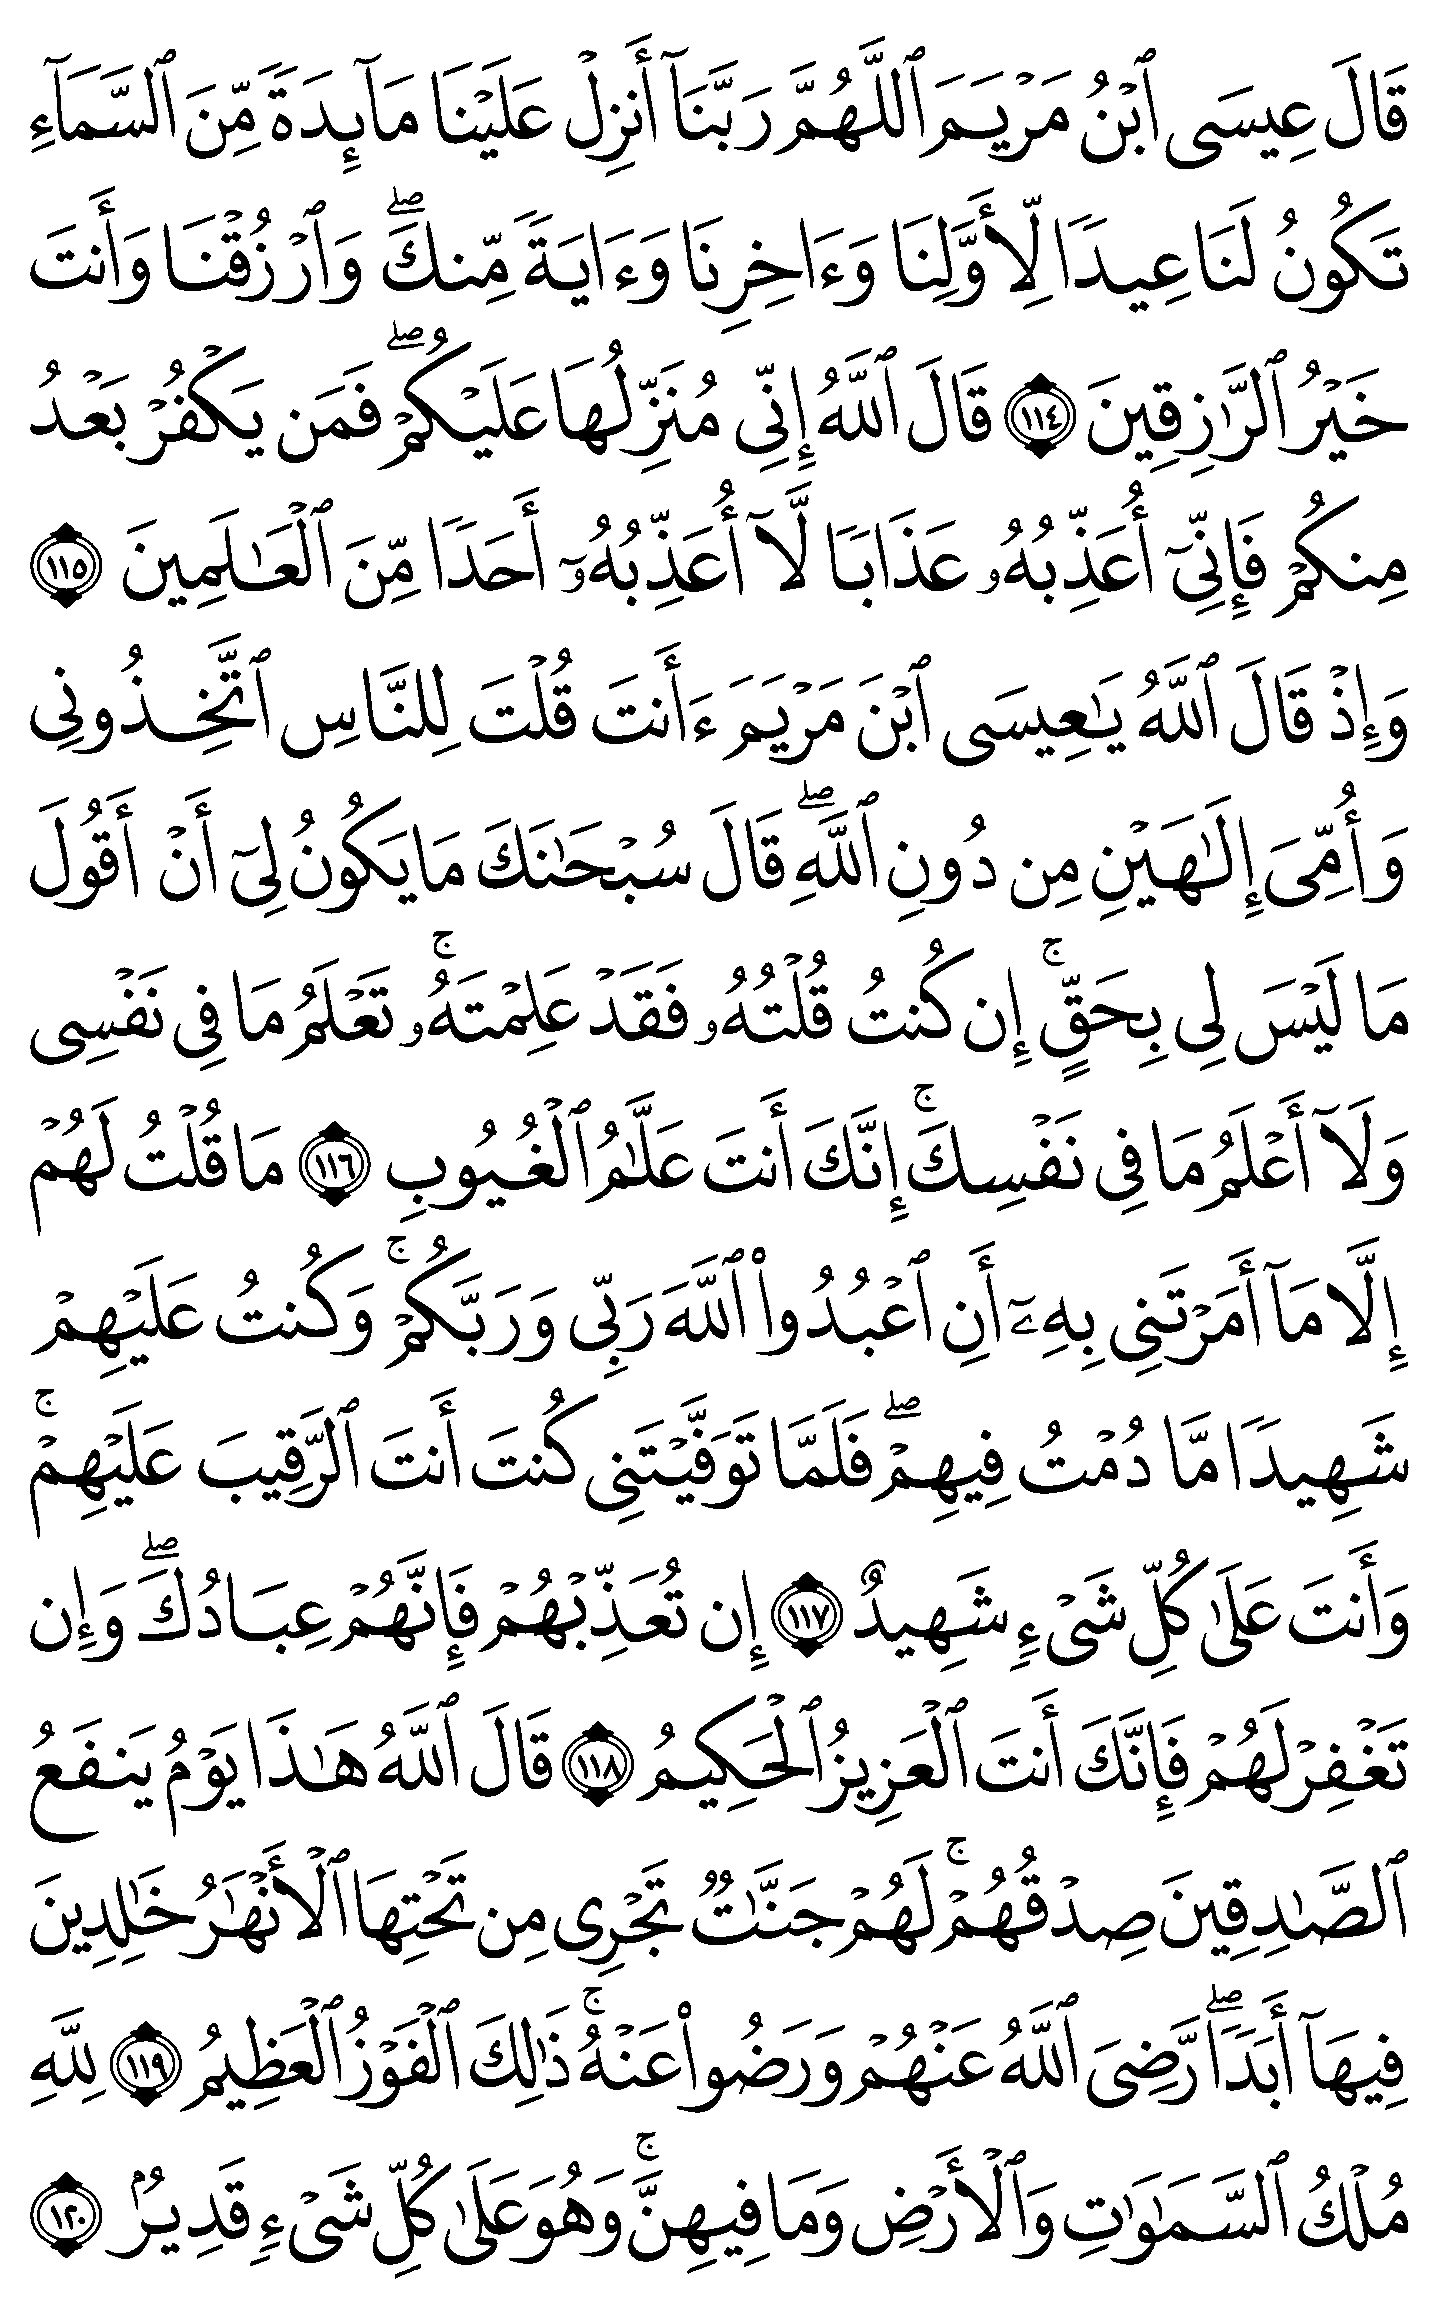 قَالَ عِيسَى ٱبۡنُ مَرۡيَمَ ٱللَّهُمَّ رَبَّنَآ أَنزِلۡ عَلَيۡنَا مَآئِدَةٗ مِّنَ ٱلسَّمَآءِ
تَكُونُ لَنَا عِيدٗا لِّأَوَّلِنَا وَءَاخِرِنَا وَءَايَةٗ مِّنكَۖ وَٱرۡزُقۡنَا وَأَنتَ
خَيۡرُ ٱلرَّٰزِقِينَ ١١٤ قَالَ ٱللَّهُ إِنِّي مُنَزِّلُهَا عَلَيۡكُمۡۖ فَمَن يَكۡفُرۡ بَعۡدُ
مِنكُمۡ فَإِنِّيٓ أُعَذِّبُهُۥ عَذَابٗا لَّآ أُعَذِّبُهُۥٓ أَحَدٗا مِّنَ ٱلۡعَٰلَمِينَ ١١٥
وَإِذۡ قَالَ ٱللَّهُ يَٰعِيسَى ٱبۡنَ مَرۡيَمَ ءَأَنتَ قُلۡتَ لِلنَّاسِ ٱتَّخِذُونِي
وَأُمِّيَ إِلَٰهَيۡنِ مِن دُونِ ٱللَّهِۖ قَالَ سُبۡحَٰنَكَ مَا يَكُونُ لِيٓ أَنۡ أَقُولَ
مَا لَيۡسَ لِي بِحَقٍّۚ إِن كُنتُ قُلۡتُهُۥ فَقَدۡ عَلِمۡتَهُۥۚ تَعۡلَمُ مَا فِي نَفۡسِي
وَلَآ أَعۡلَمُ مَا فِي نَفۡسِكَۚ إِنَّكَ أَنتَ عَلَّٰمُ ٱلۡغُيُوبِ ١١٦ مَا قُلۡتُ لَهُمۡ
إِلَّا مَآ أَمَرۡتَنِي بِهِۦٓ أَنِ ٱعۡبُدُواْ ٱللَّهَ رَبِّي وَرَبَّكُمۡۚ وَكُنتُ عَلَيۡهِمۡ
شَهِيدٗا مَّا دُمۡتُ فِيهِمۡۖ فَلَمَّا تَوَفَّيۡتَنِي كُنتَ أَنتَ ٱلرَّقِيبَ عَلَيۡهِمۡۚ
وَأَنتَ عَلَىٰ كُلِّ شَيۡءٖ شَهِيدٌ ١١٧ إِن تُعَذِّبۡهُمۡ فَإِنَّهُمۡ عِبَادُكَۖ وَإِن
تَغۡفِرۡ لَهُمۡ فَإِنَّكَ أَنتَ ٱلۡعَزِيزُ ٱلۡحَكِيمُ ١١٨ قَالَ ٱللَّهُ هَٰذَا يَوۡمُ يَنفَعُ
ٱلصَّٰدِقِينَ صِدۡقُهُمۡۚ لَهُمۡ جَنَّٰتٞ تَجۡرِي مِن تَحۡتِهَا ٱلۡأَنۡهَٰرُ خَٰلِدِينَ
فِيهَآ أَبَدٗاۖ رَّضِيَ ٱللَّهُ عَنۡهُمۡ وَرَضُواْ عَنۡهُۚ ذَٰلِكَ ٱلۡفَوۡزُ ٱلۡعَظِيمُ ١١٩ لِلَّهِ
مُلۡكُ ٱلسَّمَٰوَٰتِ وَٱلۡأَرۡضِ وَمَا فِيهِنَّۚ وَهُوَ عَلَىٰ كُلِّ شَيۡءٖ قَدِيرُۢ ١٢٠